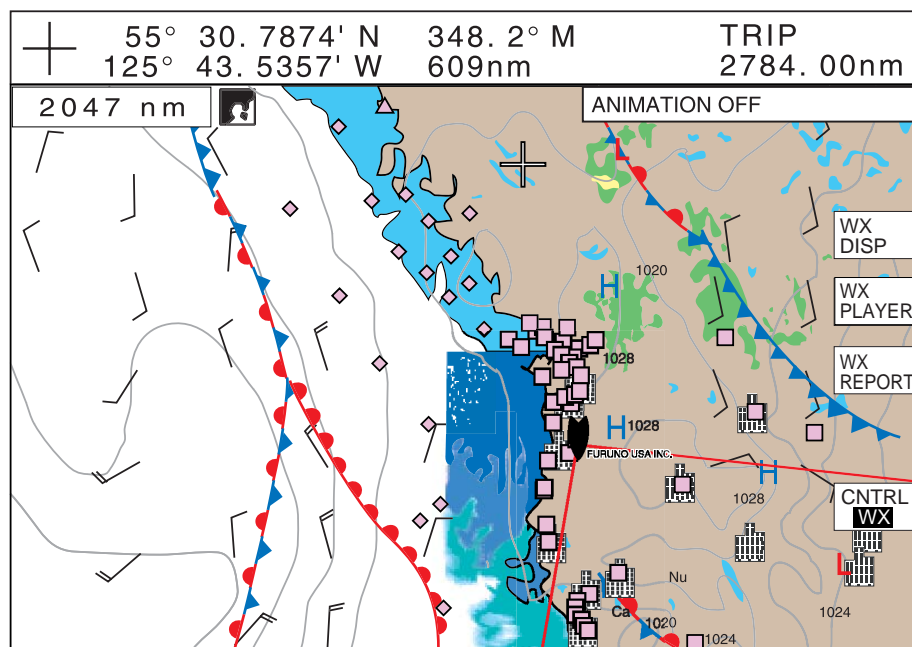 55° 30.7874' N 348.2° M TRIP
125° 43.5357' W 609nm 2784.00nm
2047 nm
ANIMATION OFF
L
WX
DISP
1020
H
WX
PLAYER
1028
WX
REPORT
H 1028
FURUNO USA INC.
H
1028
CNTRL
WX
L
Nu
Ca
1020
1024
1024